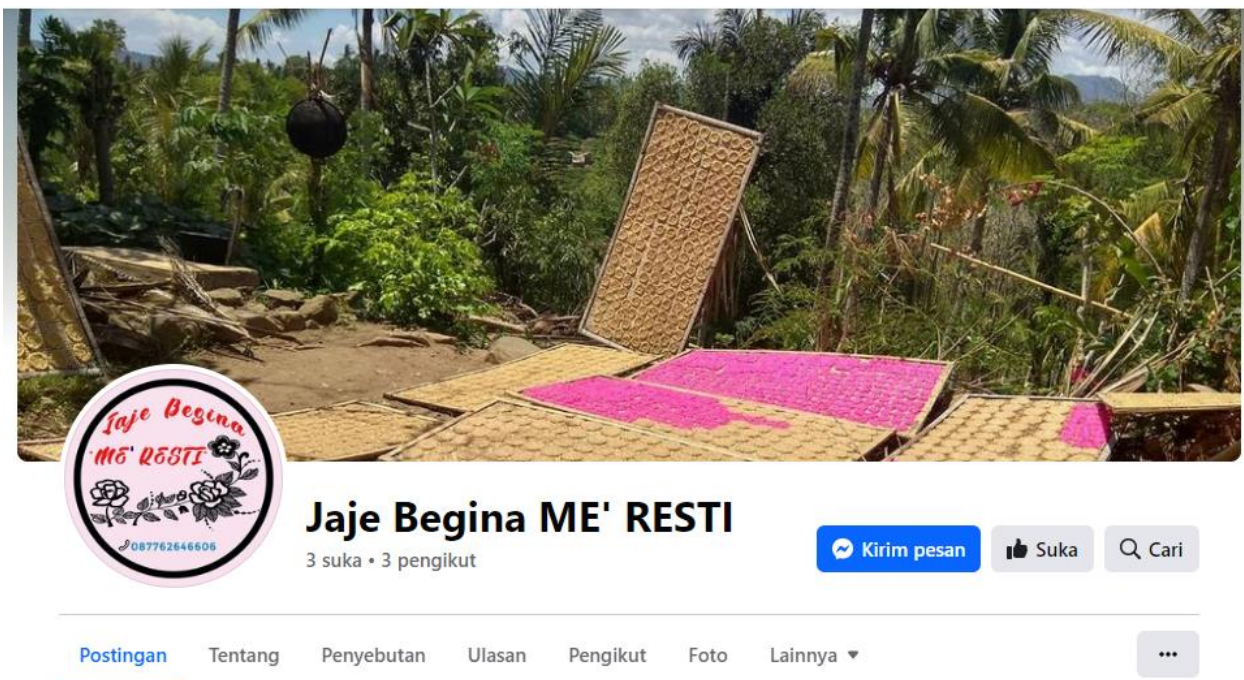 Jaje Begina
ME' RESTI
087762646606
Jaje Begina ME' RESTI
3 suka • 3 pengikut
Kirim pesan
Suka
Cari
Postingan Tentang Penyebutan Ulasan Pengikut Foto Lainnya